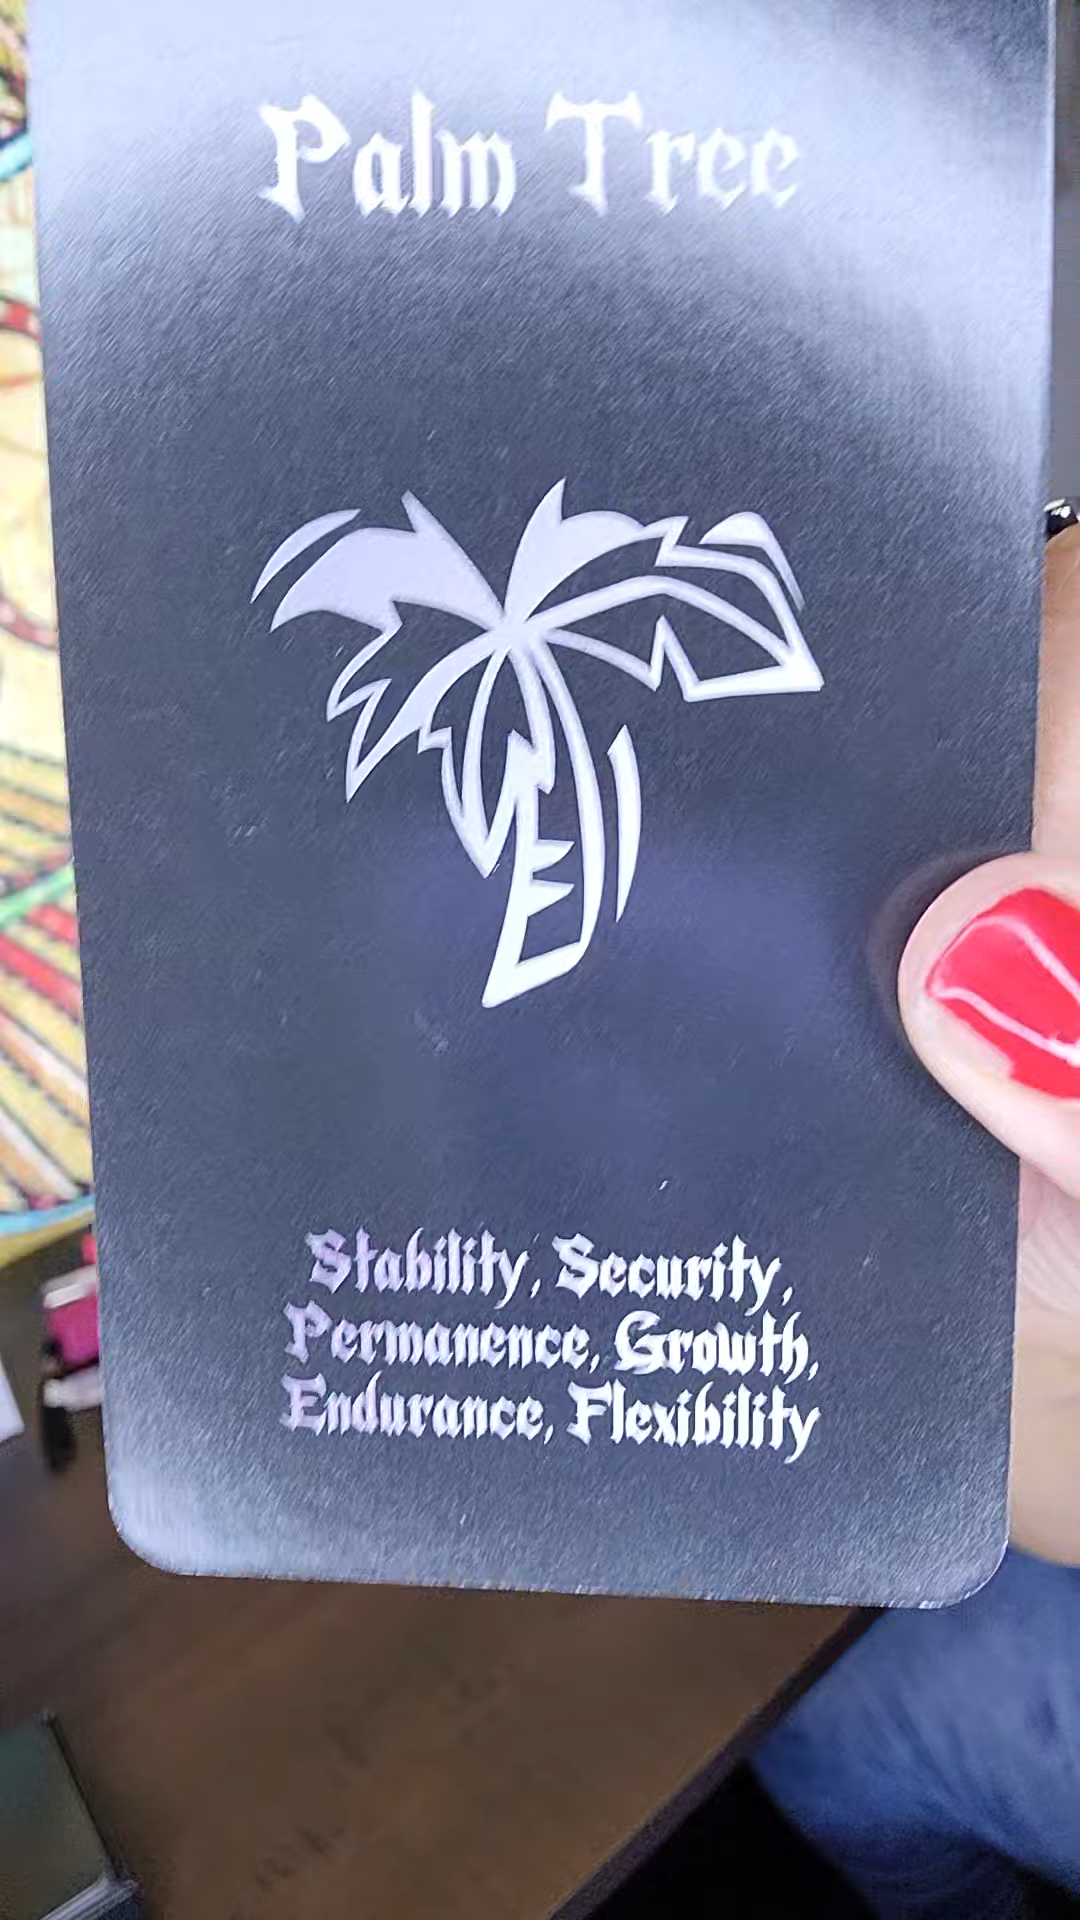 Palm Tree
Stability, Security,
Permanence, Growth,
Endurance, Flexibility